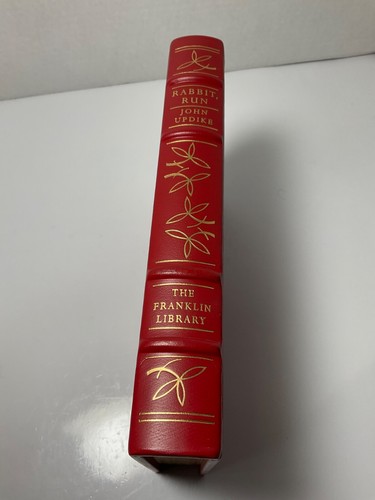 RABBIT,
RUN
JOHN
UPDIKE
THE
FRANKLIN
LIBRARY